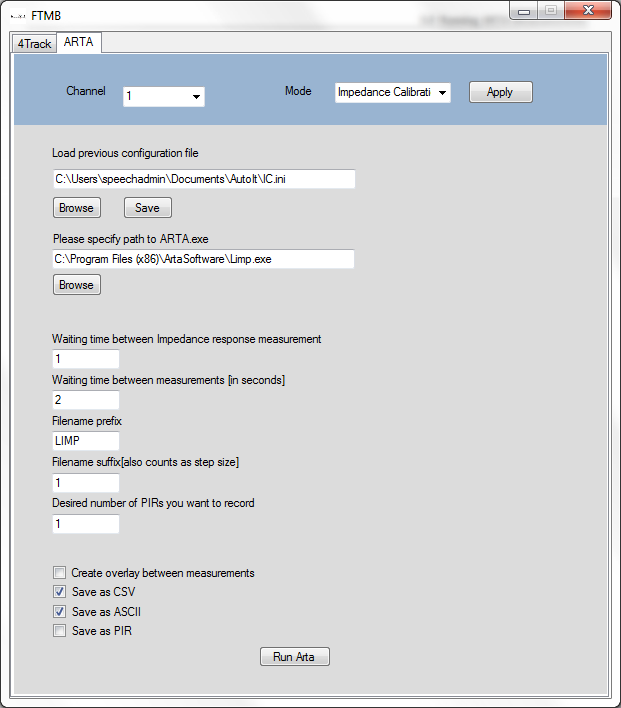 FTMB
4Track
ARTA
Channel
1
Mode
Impedance Calibrati
Apply
Load previous configuration file
C:\Users\speechadmin\Documents\AutoIt\IC.ini
Browse
Save
Please specify path to ARTA.exe
C:\Program Files (x86)\ArtaSoftware\Limp.exe
Browse
Waiting time between Impedance response measurement
1
Waiting time between measurements [in seconds]
2
Filename prefix
LIMP
Filename suffix[also counts as step size]
1
Desired number of PIRs you want to record
1
Create overlay between measurements
Save as CSV
Save as ASCII
Save as PIR
Run Arta